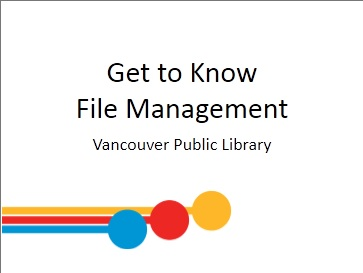 Get to Know
File Management
Vancouver Public Library